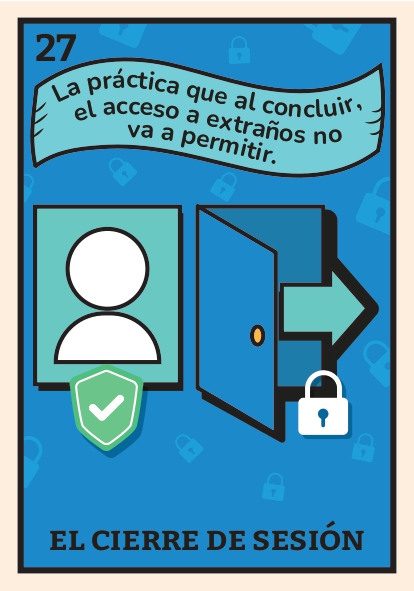 27
La práctica que al concluir,
el acceso a extraños no
va a permitir.
EL CIERRE DE SESIÓN